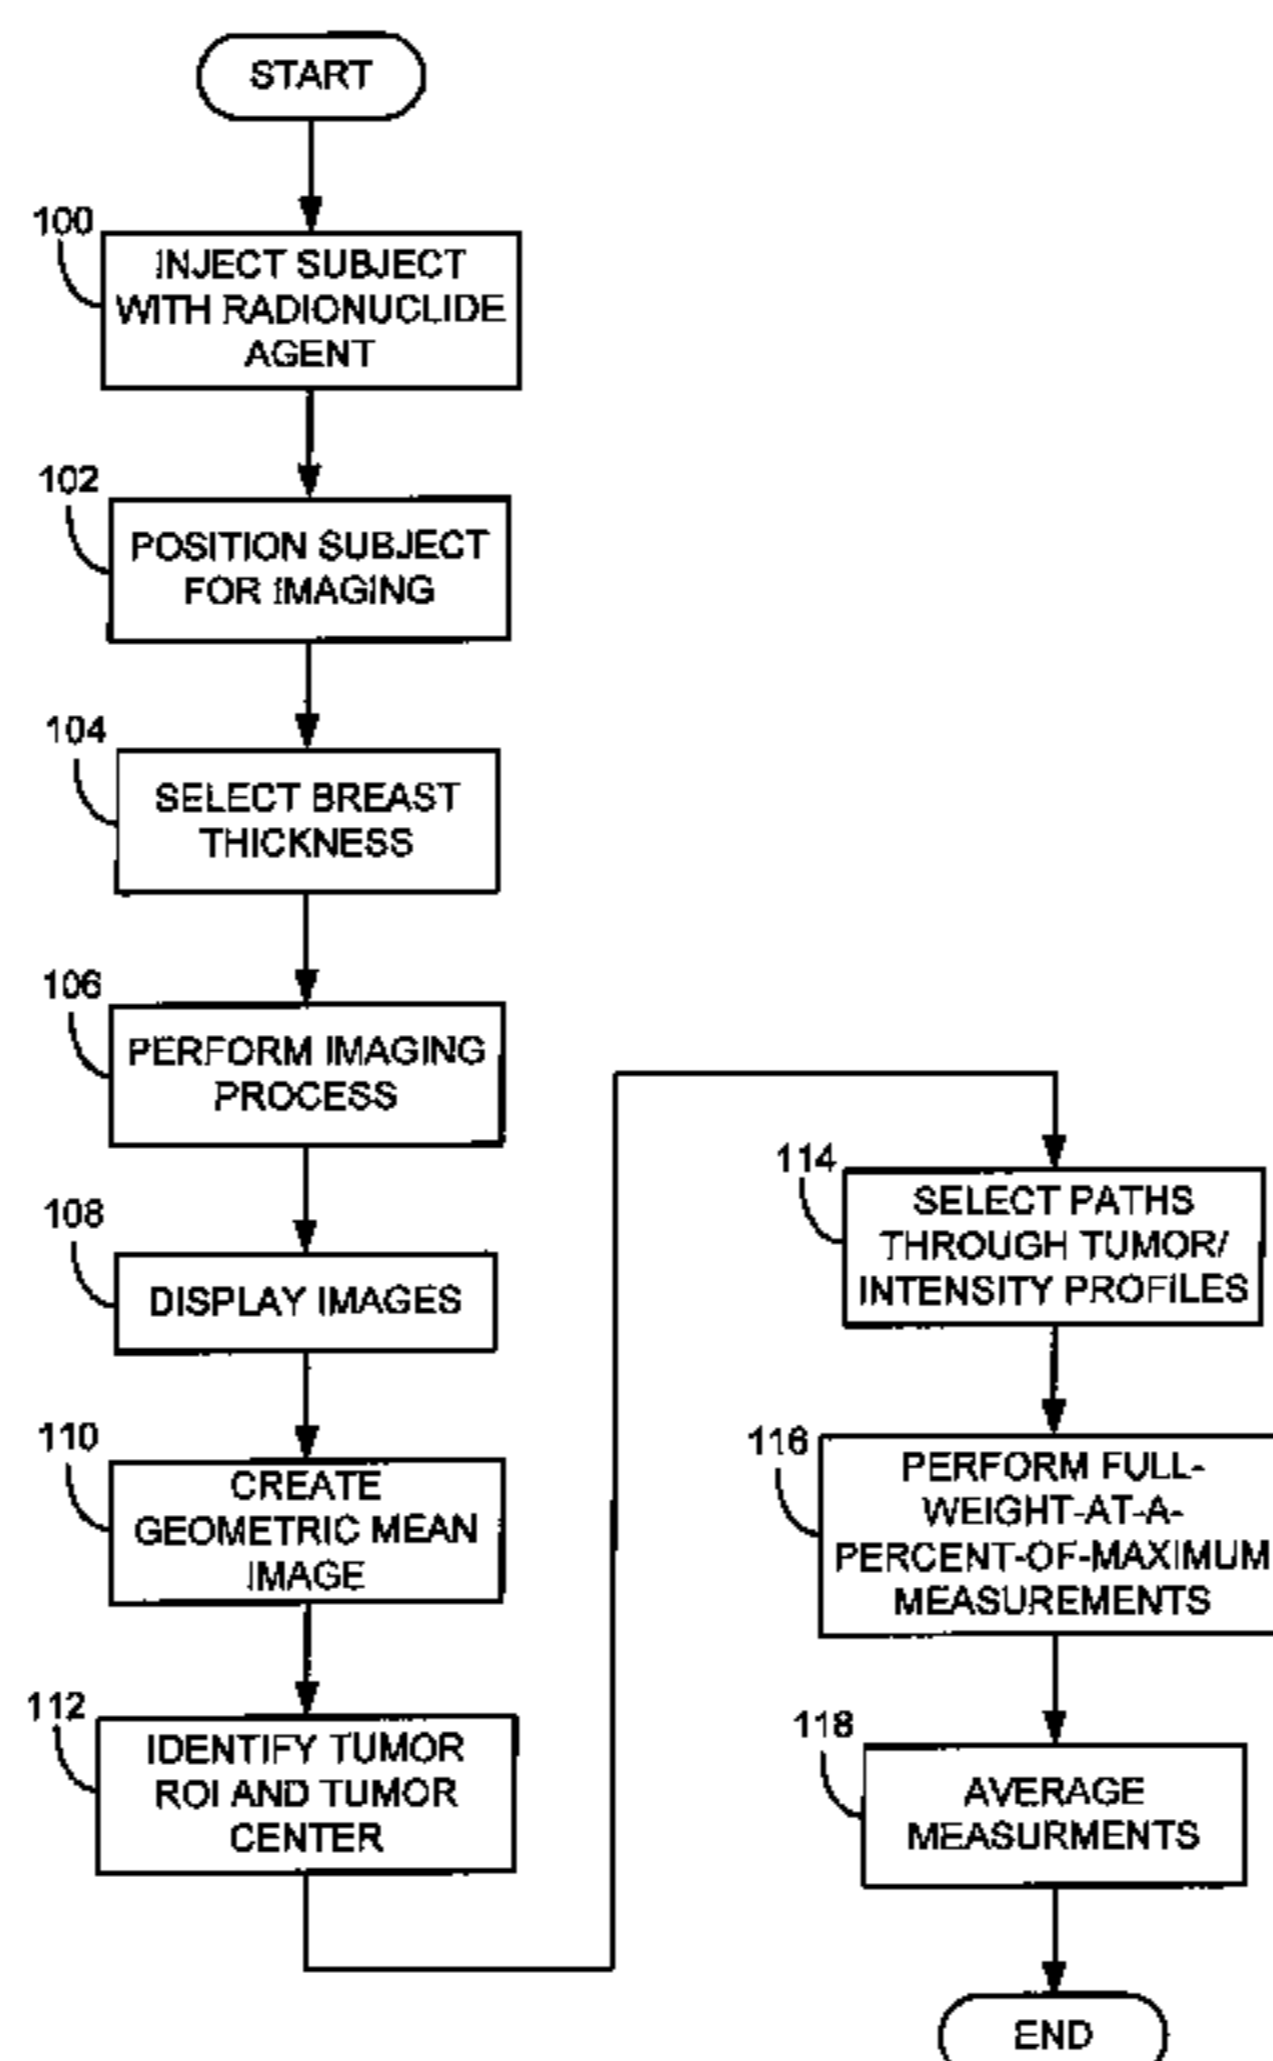 START
100
INJECT SUBJECT
WITH RADIONUCLIDE
AGENT
102
POSITION SUBJECT
FOR IMAGING
104
SELECT BREAST
THICKNESS
106
PERFORM IMAGING
PROCESS
108
DISPLAY IMAGES
110
CREATE
GEOMETRIC MEAN
IMAGE
112
IDENTIFY TUMOR
ROI AND TUMOR
CENTER
114
SELECT PATHS
THROUGH TUMOR/
INTENSITY PROFILES
116
PERFORM FULL-
WEIGHT-AT-A-
PERCENT-OF-MAXIMUM
MEASUREMENTS
118
AVERAGE
MEASURMENTS
END